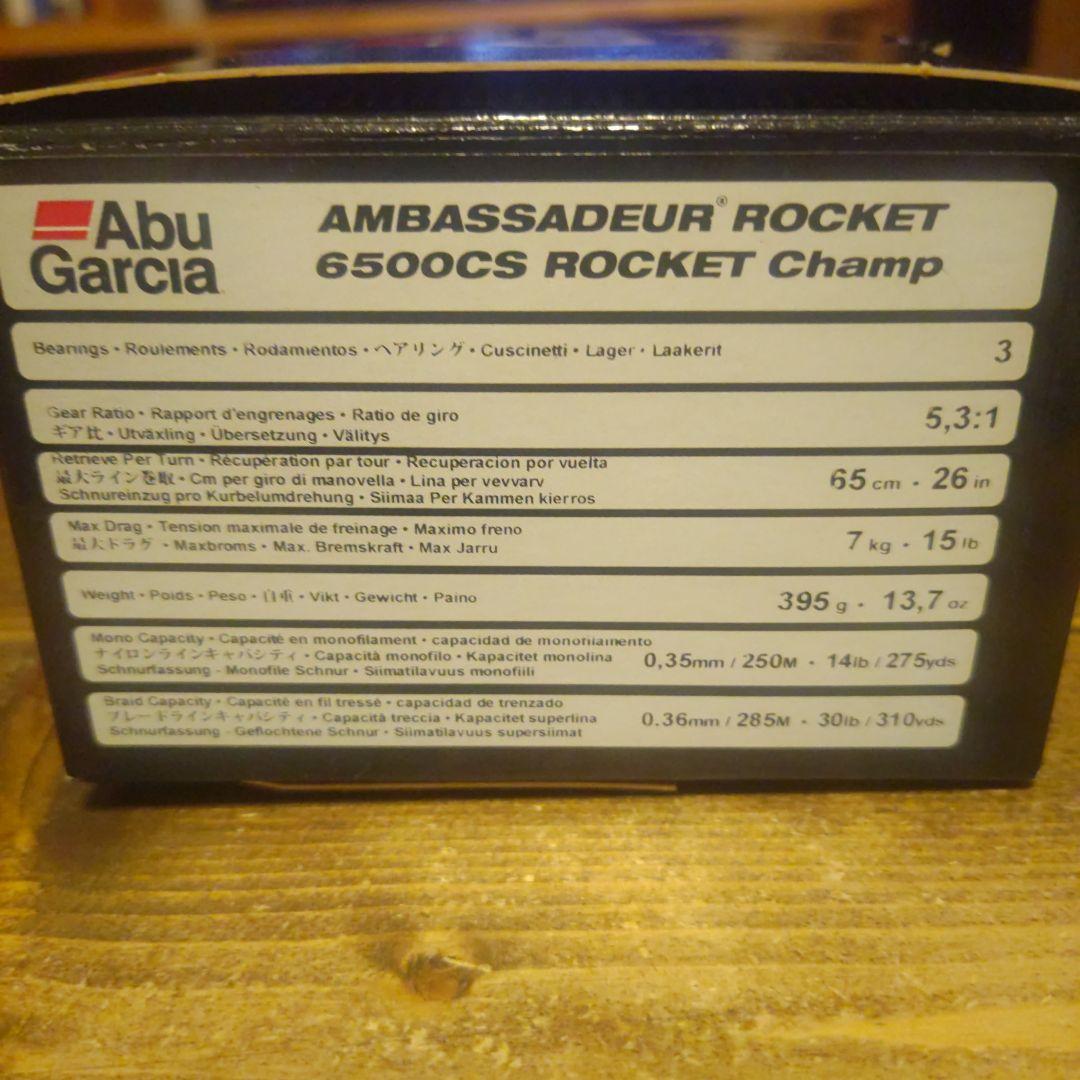 Abu
Garcia
AMBASSADEUR® ROCKET
6500CS ROCKET Champ
Bearings • Roulements • Rodamientos • ベアリング • Cuscinetti • Lager • Laakerit 3
Gear Ratio • Rapport d'engrenages • Ratio de giro
ギア比 • Utväxling • Übersetzung • Välitys 5,3:1
Retrieve Per Turn • Récupération par tour • Recuperacion por vuelta
最大ライン巻取 • Cm per giro di manovella • Lina per vevvarv 65 cm • 26 in
Schnureinzug pro Kurbelumdrehung • Siimaa Per Kammen kierros
Max Drag • Tension maximale de freinage • Maximo freno
最大ドラグ • Maxbroms • Max. Bremskraft • Max Jarru 7 kg • 15 lb
Weight • Poids • Peso • 自重 • Vikt • Gewicht • Paino 395 g • 13,7 oz
Mono Capacity • Capacité en monofilament • capacidad de monofilamento
ナイロンラインキャパシティ • Capacità monofilo • Kapacitet monolina 0,35mm / 250M • 14lb / 275yds
Schnurfassung - Monofile Schnur • Siimatilavuus monofiili
Braid Capacity • Capacité en fil tressé • capacidad de trenzado
ブレードラインキャパシティ • Capacità treccia • Kapacitet superlina 0.36mm / 285M • 30lb / 310yds
Schnurfassung - Geflochtene Schnur • Siimatilavuus supersiimat